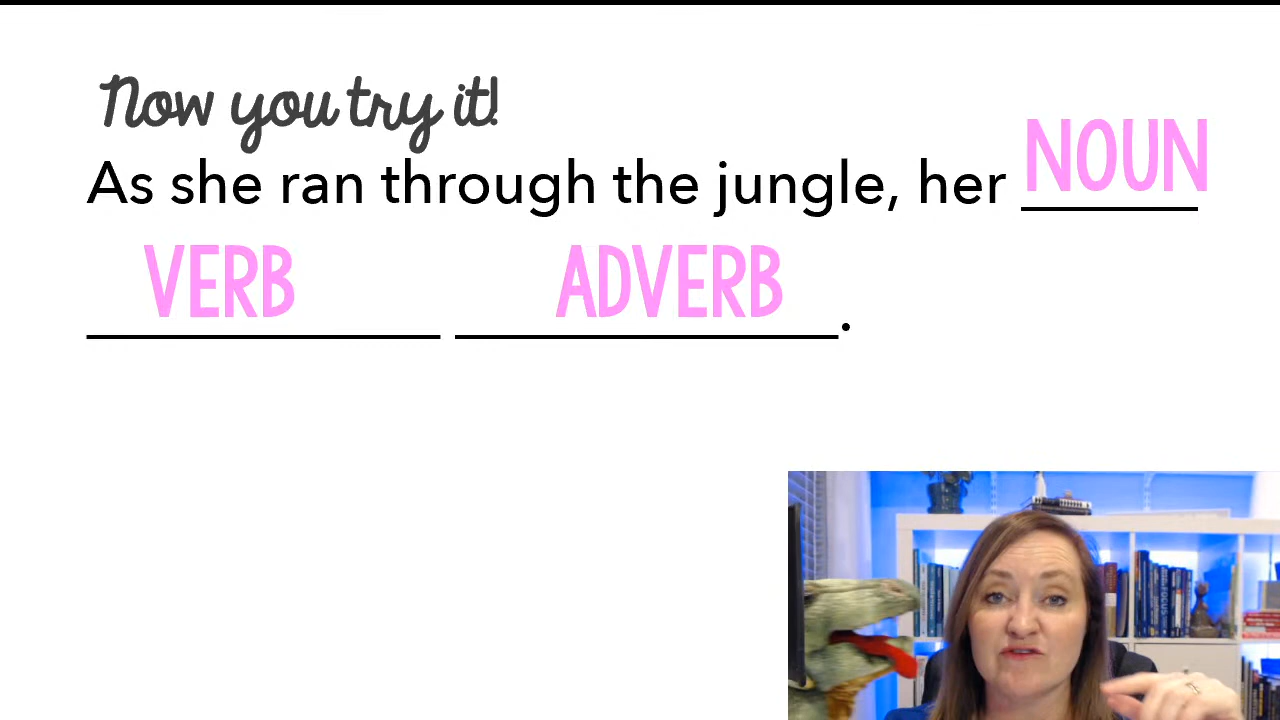 Now you try it!
As she ran through the jungle, her NOUN
VERB ADVERB.